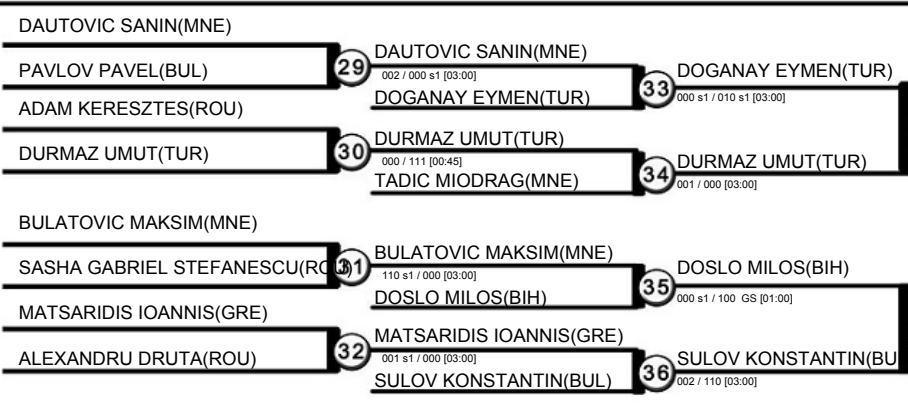 DAUTOVIC SANIN(MNE)
PAVLOV PAVEL(BUL)
29
DAUTOVIC SANIN(MNE)
002 / 000 s1 [03:00]
DOGANAY EYMEN(TUR)
33
DOGANAY EYMEN(TUR)
000 s1 / 010 s1 [03:00]
ADAM KERESZTES(ROU)
DURMAZ UMUT(TUR)
30
DURMAZ UMUT(TUR)
000 / 111 [00:45]
TADIC MIODRAG(MNE)
34
DURMAZ UMUT(TUR)
001 / 000 [03:00]
BULATOVIC MAKSIM(MNE)
SASHA GABRIEL STEFANESCU(ROU)
31
BULATOVIC MAKSIM(MNE)
110 s1 / 000 [03:00]
DOSLO MILOS(BIH)
35
DOSLO MILOS(BIH)
000 s1 / 100 GS [01:00]
MATSARIDIS IOANNIS(GRE)
ALEXANDRU DRUTA(ROU)
32
MATSARIDIS IOANNIS(GRE)
001 s1 / 000 [03:00]
SULOV KONSTANTIN(BUL)
36
SULOV KONSTANTIN(BU
002 / 110 [03:00]